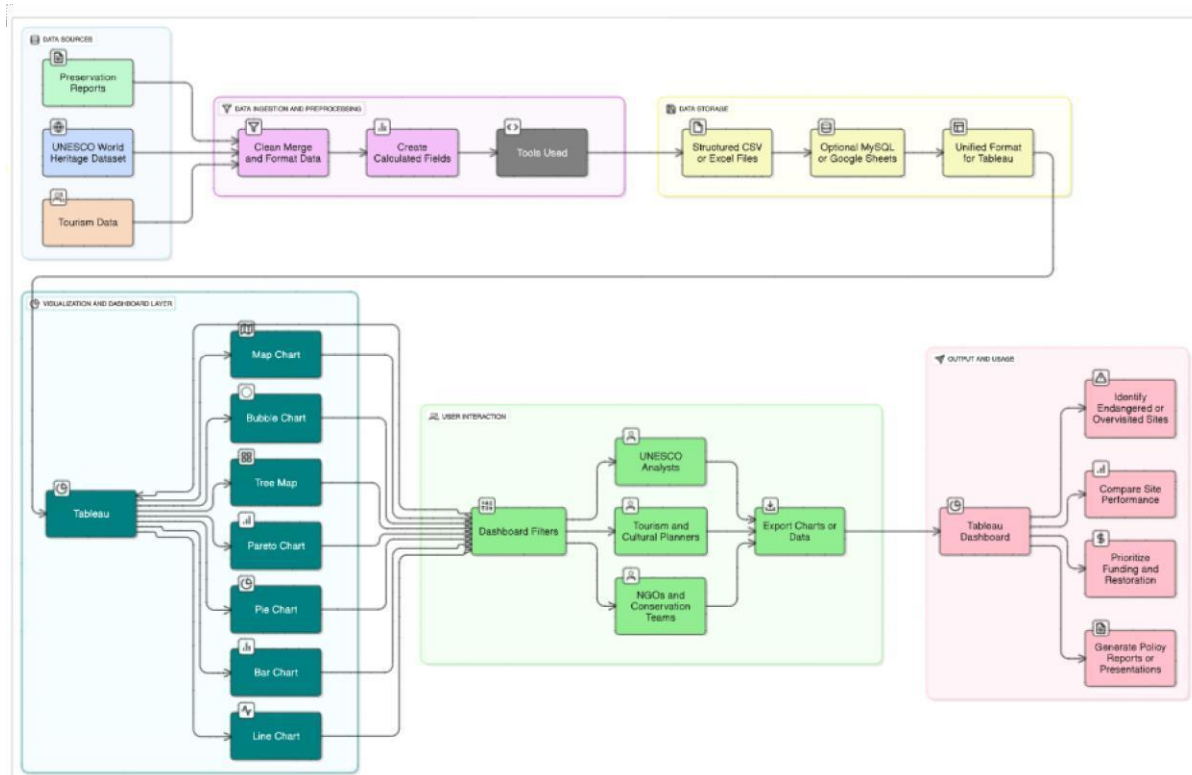 DATA SOURCES
Preservation
Reports
UNESCO World
Heritage Dataset
Tourism Data
DATA INGESTION AND PREPROCESSING
Clean Merge
and Format Data
Create
Calculated Fields
Tools Used
DATA STORAGE
Structured CSV
or Excel Files
Optional MySQL
or Google Sheets
Unified Format
for Tableau
VISUALIZATION AND DASHBOARD LAYER
Tableau
Map Chart
Bubble Chart
Tree Map
Pareto Chart
Pie Chart
Bar Chart
Line Chart
USER INTERACTION
Dashboard Filters
UNESCO
Analysts
Tourism and
Cultural Planners
NGOs and
Conservation
Teams
Export Charts or
Data
OUTPUT AND USAGE
Tableau
Dashboard
Identify
Endangered or
Overvisited Sites
Compare Site
Performance
Prioritize
Funding and
Restoration
Generate Policy
Reports or
Presentations